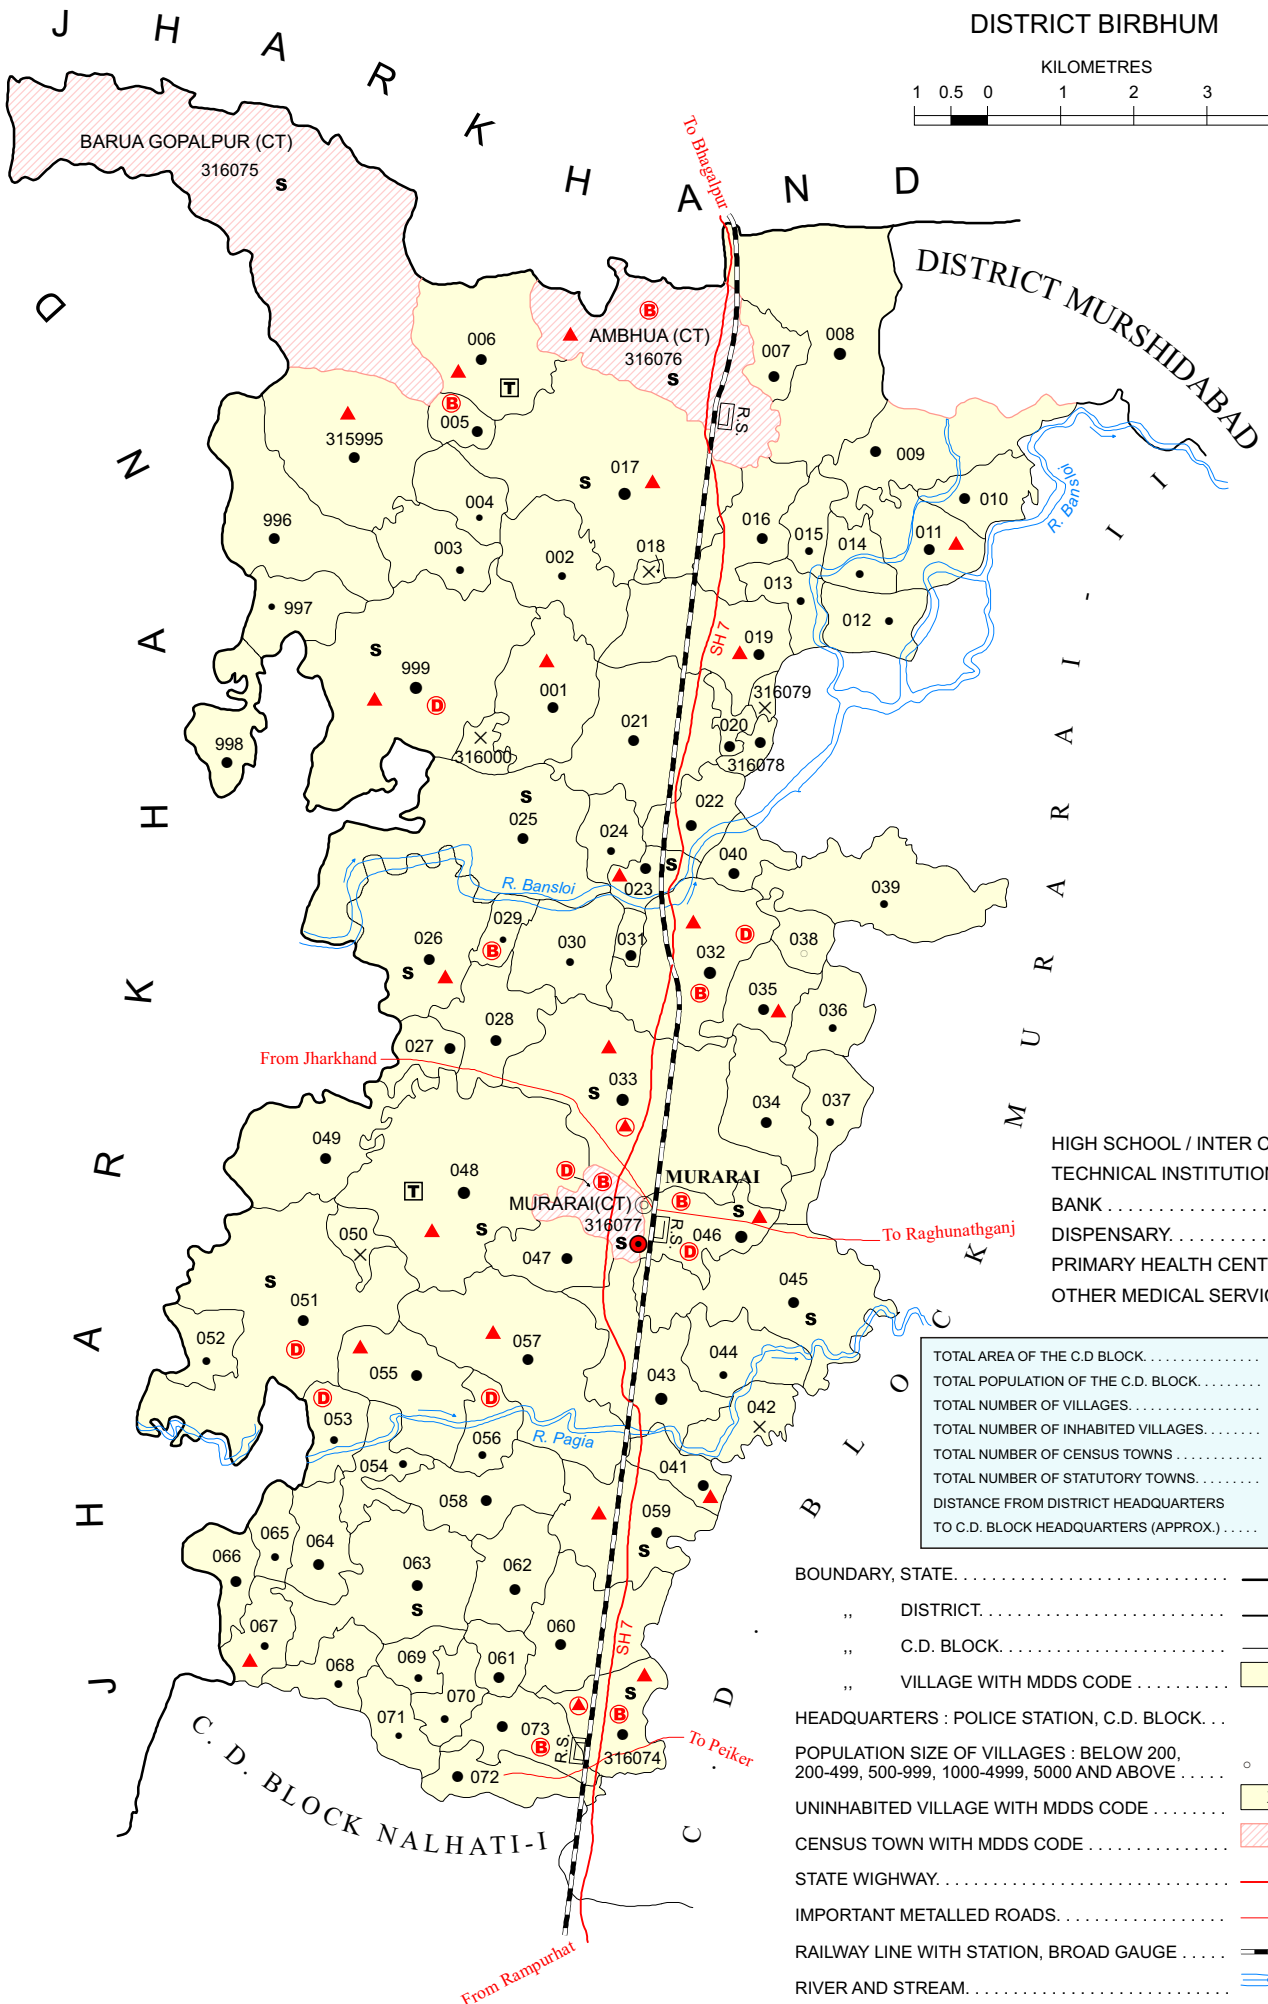 DISTRICT BIRBHUM
KILOMETRES
1 0.5 0 1 2 3
JHARKHAND
JHARKHAND
DISTRICT MURSHIDABAD
C. D. BLOCK MURARAI - II
C. D. BLOCK NALHATI-I
To Bhagalpur
BARUA GOPALPUR (CT)
316075
S
B
AMBHUA (CT)
316076
S
R.S.
006
T
B
005
007
008
009
315995
004
S
017
010
R. Bansloi
996
003
002
018
016
015
014
011
013
012
997
S
999
D
001
SH 7
019
316079
021
020
316078
998
316000
S
025
024
022
S
023
040
039
R. Bansloi
029
B
026
S
030
031
032
D
B
038
035
036
028
027
From Jharkhand
033
S
034
037
049
048
T
S
D
B
MURARAI
MURARAI(CT)
316077
S
R.S.
B
S
046
D
To Raghunathganj
050
047
045
S
S
051
D
052
055
057
043
044
042
D
053
D
056
R. Pagia
054
041
058
059
S
065
064
066
063
S
062
060
SH 7
067
068
069
061
070
071
073
B
R.S.
S
B
316074
To Peiker
072
From Rampurhat
HIGH SCHOOL / INTER C
TECHNICAL INSTITUTION
BANK . . . . . . . . . . . . . . . .
DISPENSARY. . . . . . . . . .
PRIMARY HEALTH CENT
OTHER MEDICAL SERVIC
TOTAL AREA OF THE C.D BLOCK. . . . . . . . . . . . . . .
TOTAL POPULATION OF THE C.D. BLOCK. . . . . . . . .
TOTAL NUMBER OF VILLAGES. . . . . . . . . . . . . . . . .
TOTAL NUMBER OF INHABITED VILLAGES. . . . . . . .
TOTAL NUMBER OF CENSUS TOWNS . . . . . . . . . . . .
TOTAL NUMBER OF STATUTORY TOWNS. . . . . . . . .
DISTANCE FROM DISTRICT HEADQUARTERS
TO C.D. BLOCK HEADQUARTERS (APPROX.) . . . . .
BOUNDARY, STATE. . . . . . . . . . . . . . . . . . . . . . . . . . .
,, DISTRICT. . . . . . . . . . . . . . . . . . . . . . . .
,, C.D. BLOCK. . . . . . . . . . . . . . . . . . . . . .
,, VILLAGE WITH MDDS CODE . . . . . . . . .
HEADQUARTERS : POLICE STATION, C.D. BLOCK. . .
POPULATION SIZE OF VILLAGES : BELOW 200,
200-499, 500-999, 1000-4999, 5000 AND ABOVE . . . . .
UNINHABITED VILLAGE WITH MDDS CODE . . . . . . . .
CENSUS TOWN WITH MDDS CODE . . . . . . . . . . . . . . .
STATE WIGHWAY. . . . . . . . . . . . . . . . . . . . . . . . . . . . .
IMPORTANT METALLED ROADS. . . . . . . . . . . . . . . . . .
RAILWAY LINE WITH STATION, BROAD GAUGE . . . . .
RIVER AND STREAM. . . . . . . . . . . . . . . . . . . . . . . . . .